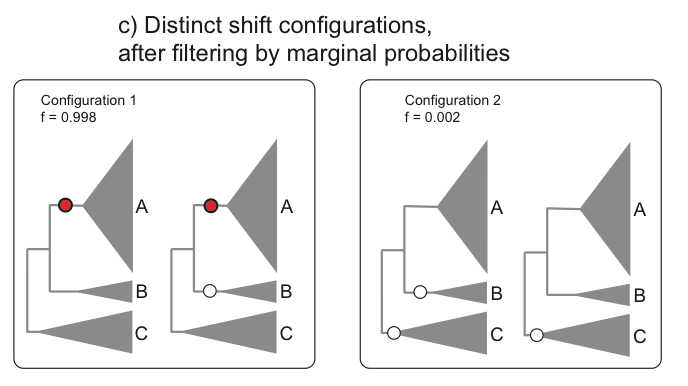 c) Distinct shift configurations,
after filtering by marginal probabilities
Configuration 1
f = 0.998
A
B
C
A
B
C
Configuration 2
f = 0.002
A
B
C
A
B
C